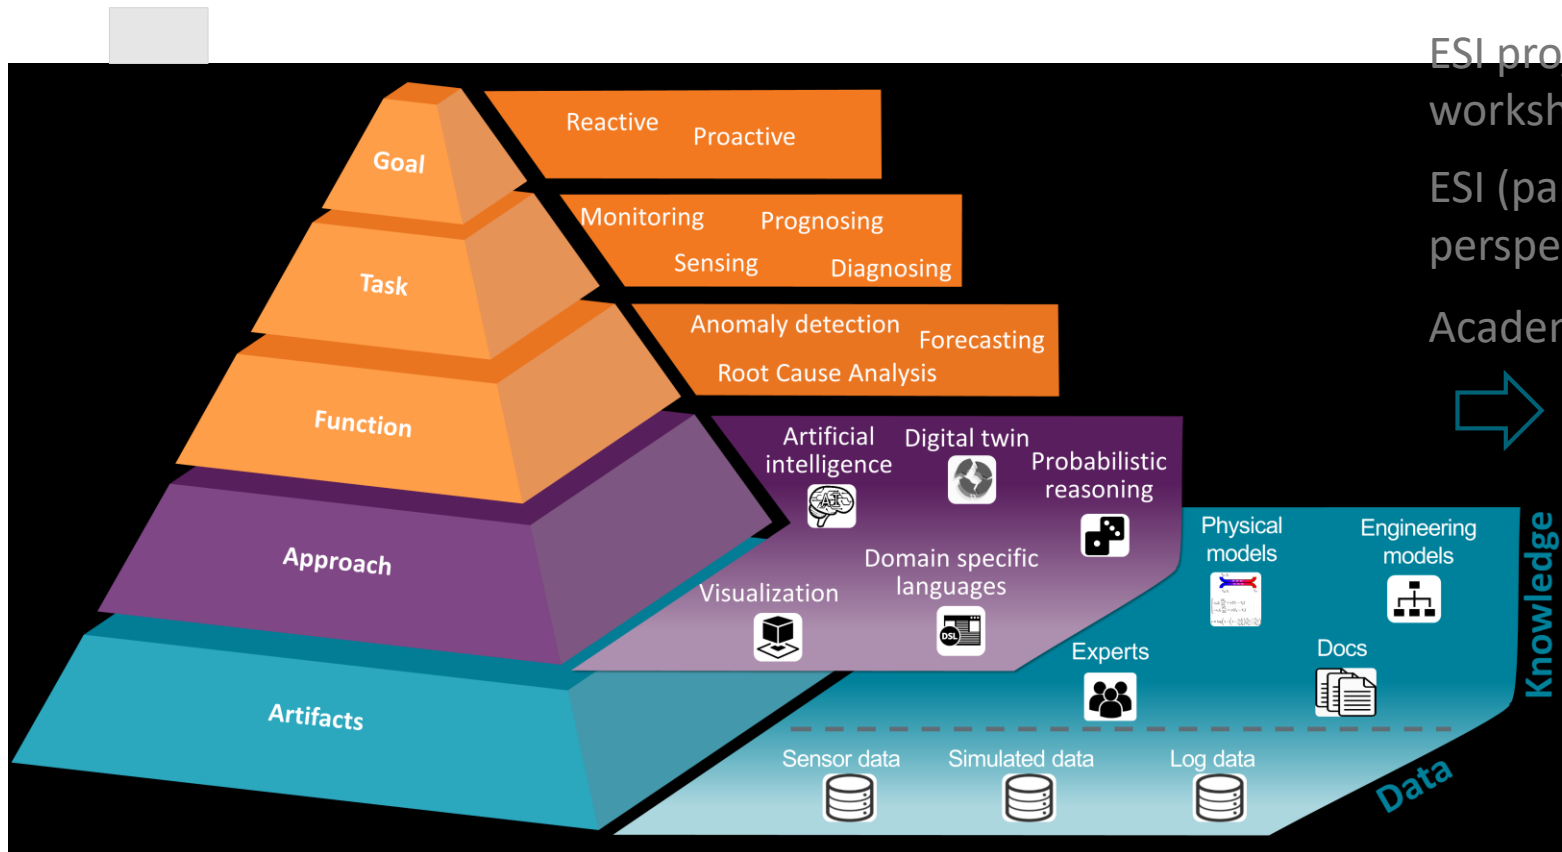 ESI pro
worksh
ESI (pa
perspe
Acader
Goal
Reactive
Proactive
Task
Monitoring
Prognosing
Sensing
Diagnosing
Function
Anomaly detection
Forecasting
Root Cause Analysis
Approach
Artificial
intelligence
AI
Digital twin
Probabilistic
reasoning
Visualization
Domain specific
languages
DSL
Artifacts
Physical
models
Engineering
models
Experts
Docs
Knowledge
Sensor data
Simulated data
Log data
Data